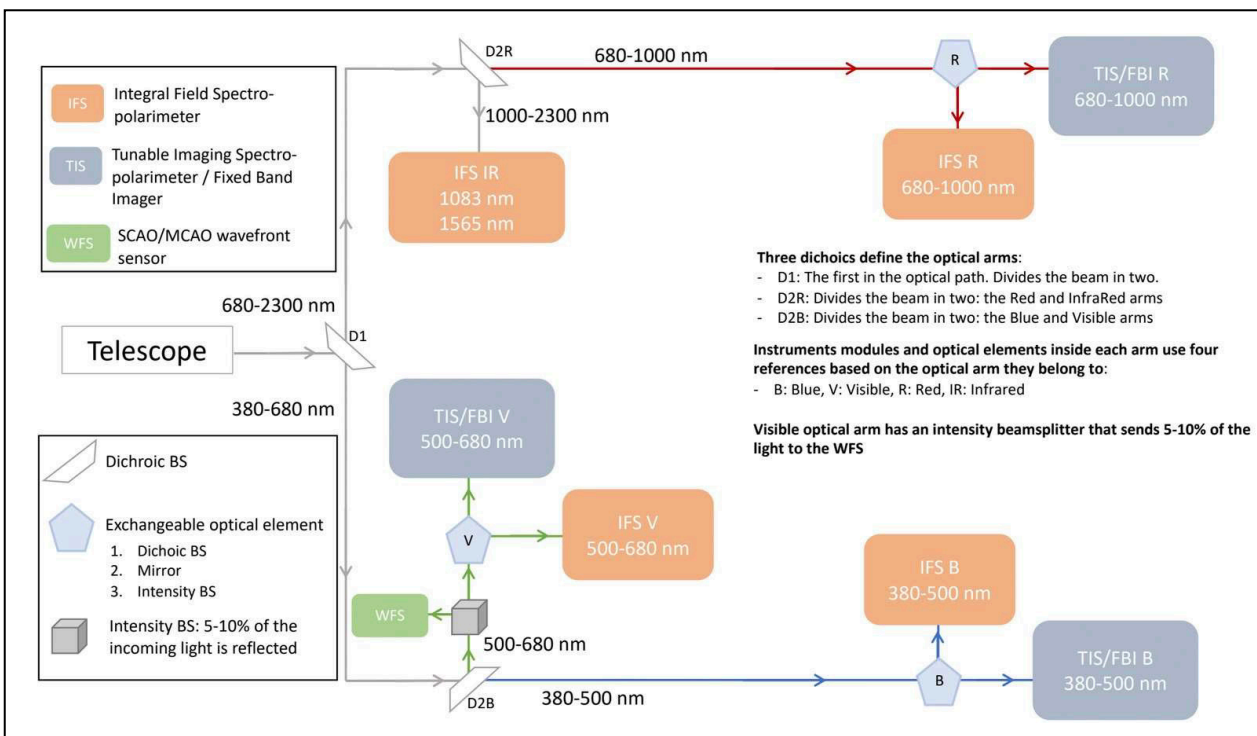 D2R
680-1000 nm
R
TIS/FBI R
680-1000 nm
IFS
Integral Field Spectro-
polarimeter
TIS
Tunable Imaging Spectro-
polarimeter / Fixed Band
Imager
WFS
SCAO/MCAO wavefront
sensor
1000-2300 nm
IFS IR
1083 nm
1565 nm
IFS R
680-1000 nm
Three dichoics define the optical arms:
- D1: The first in the optical path. Divides the beam in two.
- D2R: Divides the beam in two: the Red and InfraRed arms
- D2B: Divides the beam in two: the Blue and Visible arms
Instruments modules and optical elements inside each arm use four
references based on the optical arm they belong to:
- B: Blue, V: Visible, R: Red, IR: Infrared
Visible optical arm has an intensity beamsplitter that sends 5-10% of the
light to the WFS
680-2300 nm
Telescope
D1
380-680 nm
Dichroic BS
Exchangeable optical element
1. Dichoic BS
2. Mirror
3. Intensity BS
Intensity BS: 5-10% of the
incoming light is reflected
TIS/FBI V
500-680 nm
V
IFS V
500-680 nm
WFS
500-680 nm
D2B
380-500 nm
IFS B
380-500 nm
B
TIS/FBI B
380-500 nm